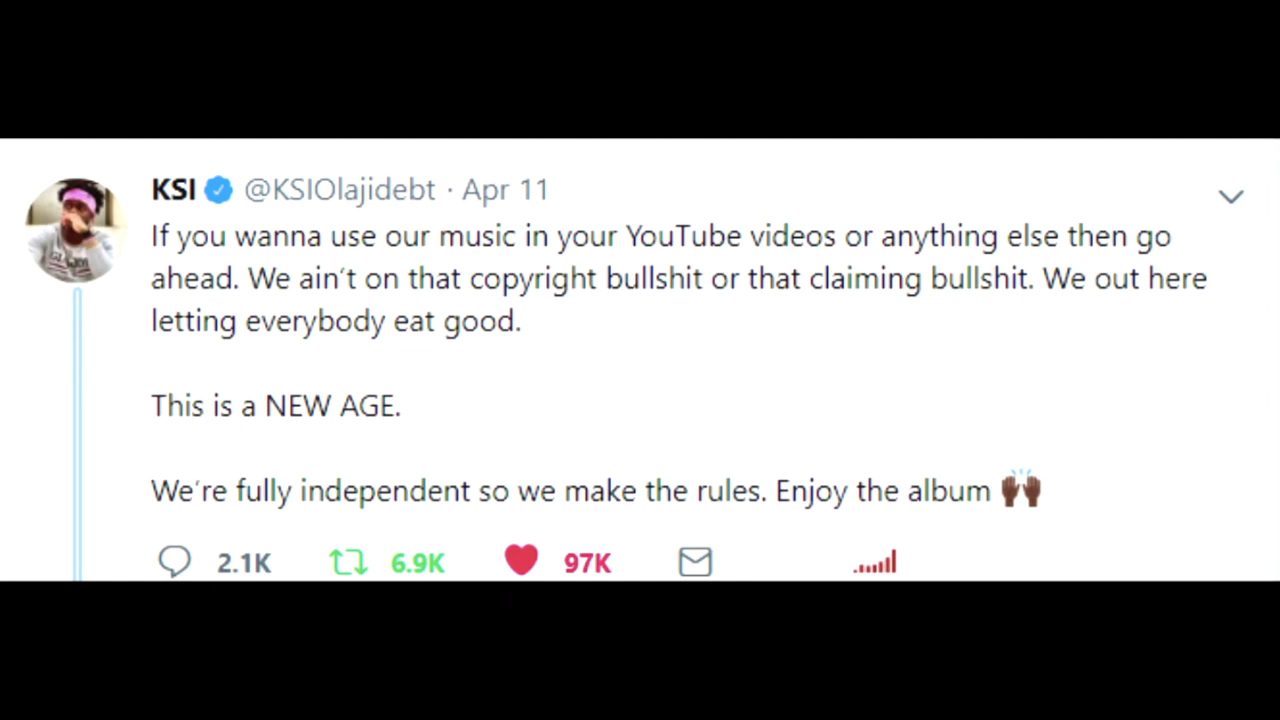 KSI @KSIOlajidebt · Apr 11
If you wanna use our music in your YouTube videos or anything else then go
ahead. We ain't on that copyright bullshit or that claiming bullshit. We out here
letting everybody eat good.
This is a NEW AGE.
We're fully independent so we make the rules. Enjoy the album 🙌🏿
2.1K 6.9K 97K